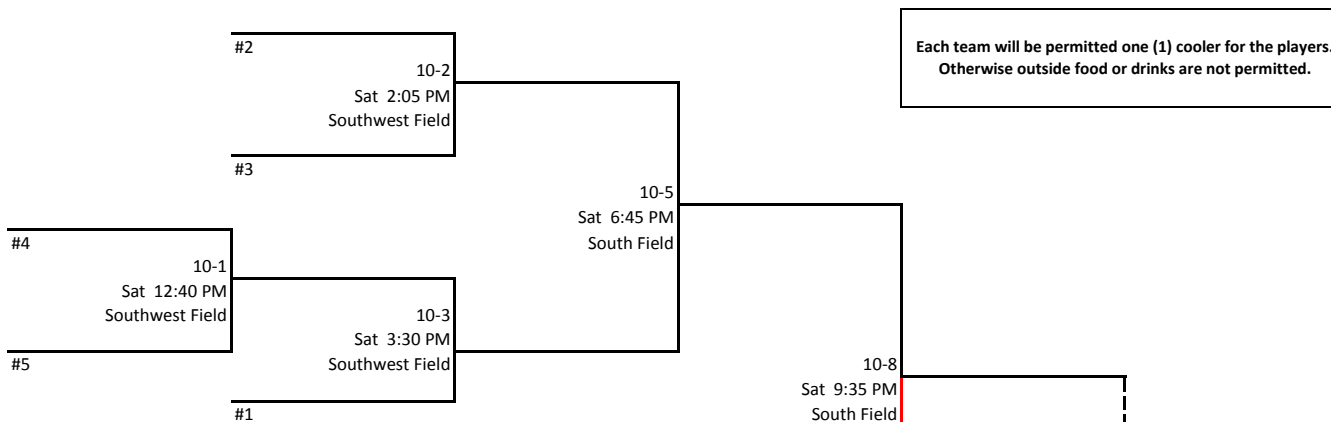 Each team will be permitted one (1) cooler for the players.
Otherwise outside food or drinks are not permitted.
#2
10-2
Sat 2:05 PM
Southwest Field
#3
10-5
Sat 6:45 PM
South Field
#4
10-1
Sat 12:40 PM
Southwest Field
#5
10-3
Sat 3:30 PM
Southwest Field
#1
10-8
Sat 9:35 PM
South Field